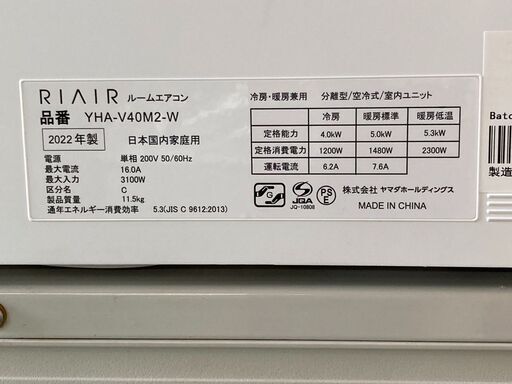 RIAIR ルームエアコン
品番 YHA-V40M2-W
2022年製 日本国内家庭用
電源 単相 200V 50/60Hz
最大電流 16.0A
最大入力 3100W
区分名 C
製品質量 11.5kg
通年エネルギー消費効率 5.3(JIS C 9612:2013)
冷房・暖房兼用 分離型/空冷式/室内ユニット
冷房 暖房標準 暖房低温
定格能力 4.0kW 5.0kW 5.3kW
定格消費電力 1200W 1480W 2300W
運転電流 6.2A 7.6A
G
JQA
JQ-10808
PS
E
株式会社 ヤマダホールディングス
MADE IN CHINA
Batc
製造